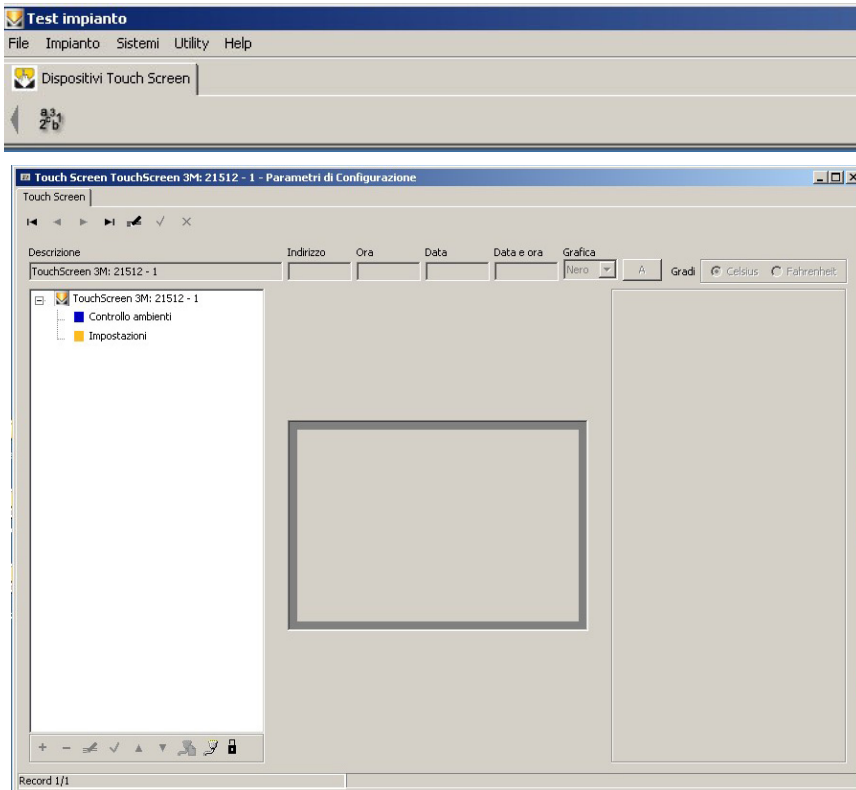 Test impianto
File Impianto Sistemi Utility Help
Dispositivi Touch Screen
Touch Screen TouchScreen 3M: 21512 - 1 - Parametri di Configurazione
Touch Screen
Descrizione Indirizzo Ora Data Data e ora Grafica
TouchScreen 3M: 21512 - 1 Nero A Gradi Celsius Fahrenheit
TouchScreen 3M: 21512 - 1
Controllo ambienti
Impostazioni
Record 1/1